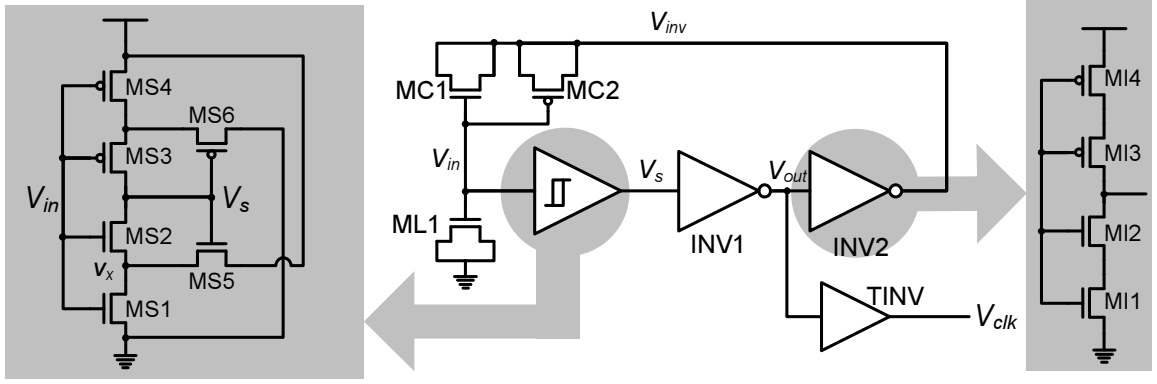 MS4
MS6
MS3
V_in
V_s
MS2
v_x
MS5
MS1
V_inv
MC1
MC2
V_in
V_s
V_out
ML1
INV1
INV2
TINV
V_clk
MI4
MI3
MI2
MI1